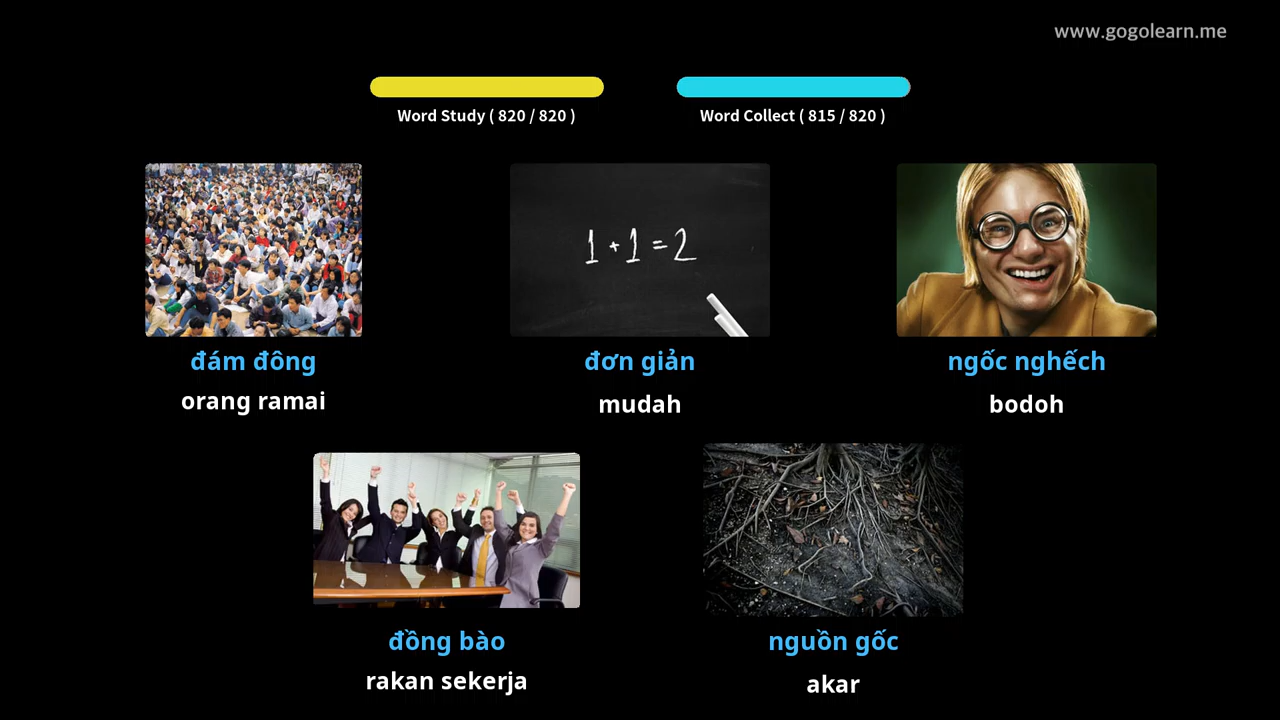 www.gogolearn.me
Word Study ( 820 / 820 )
Word Collect ( 815 / 820 )
1 + 1 = 2
đám đông
orang ramai
đơn giản
mudah
ngốc nghếch
bodoh
đồng bào
rakan sekerja
nguồn gốc
akar